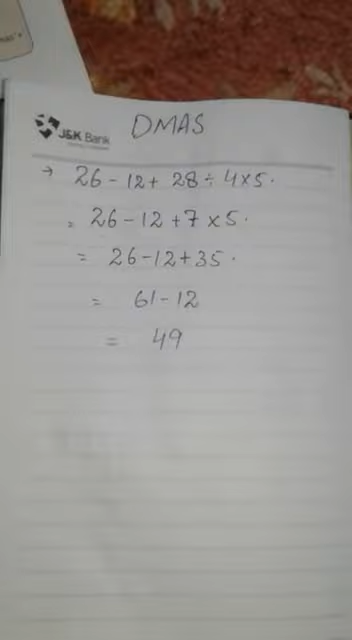 J&K Bank
DMAS
→ 26 - 12 + 28 ÷ 4 × 5.
= 26 - 12 + 7 × 5.
= 26 - 12 + 35.
= 61 - 12
= 49